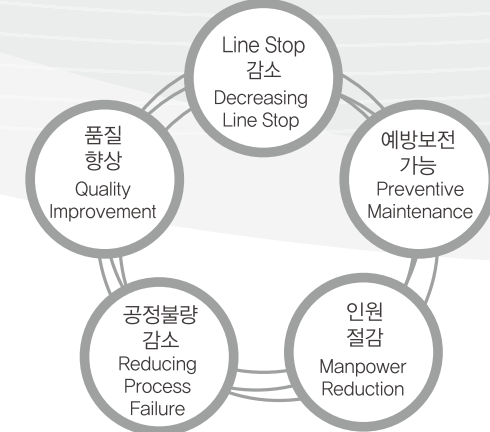 Line Stop
감소
Decreasing
Line Stop
품질
향상
Quality
Improvement
예방보전
가능
Preventive
Maintenance
공정불량
감소
Reducing
Process
Failure
인원
절감
Manpower
Reduction